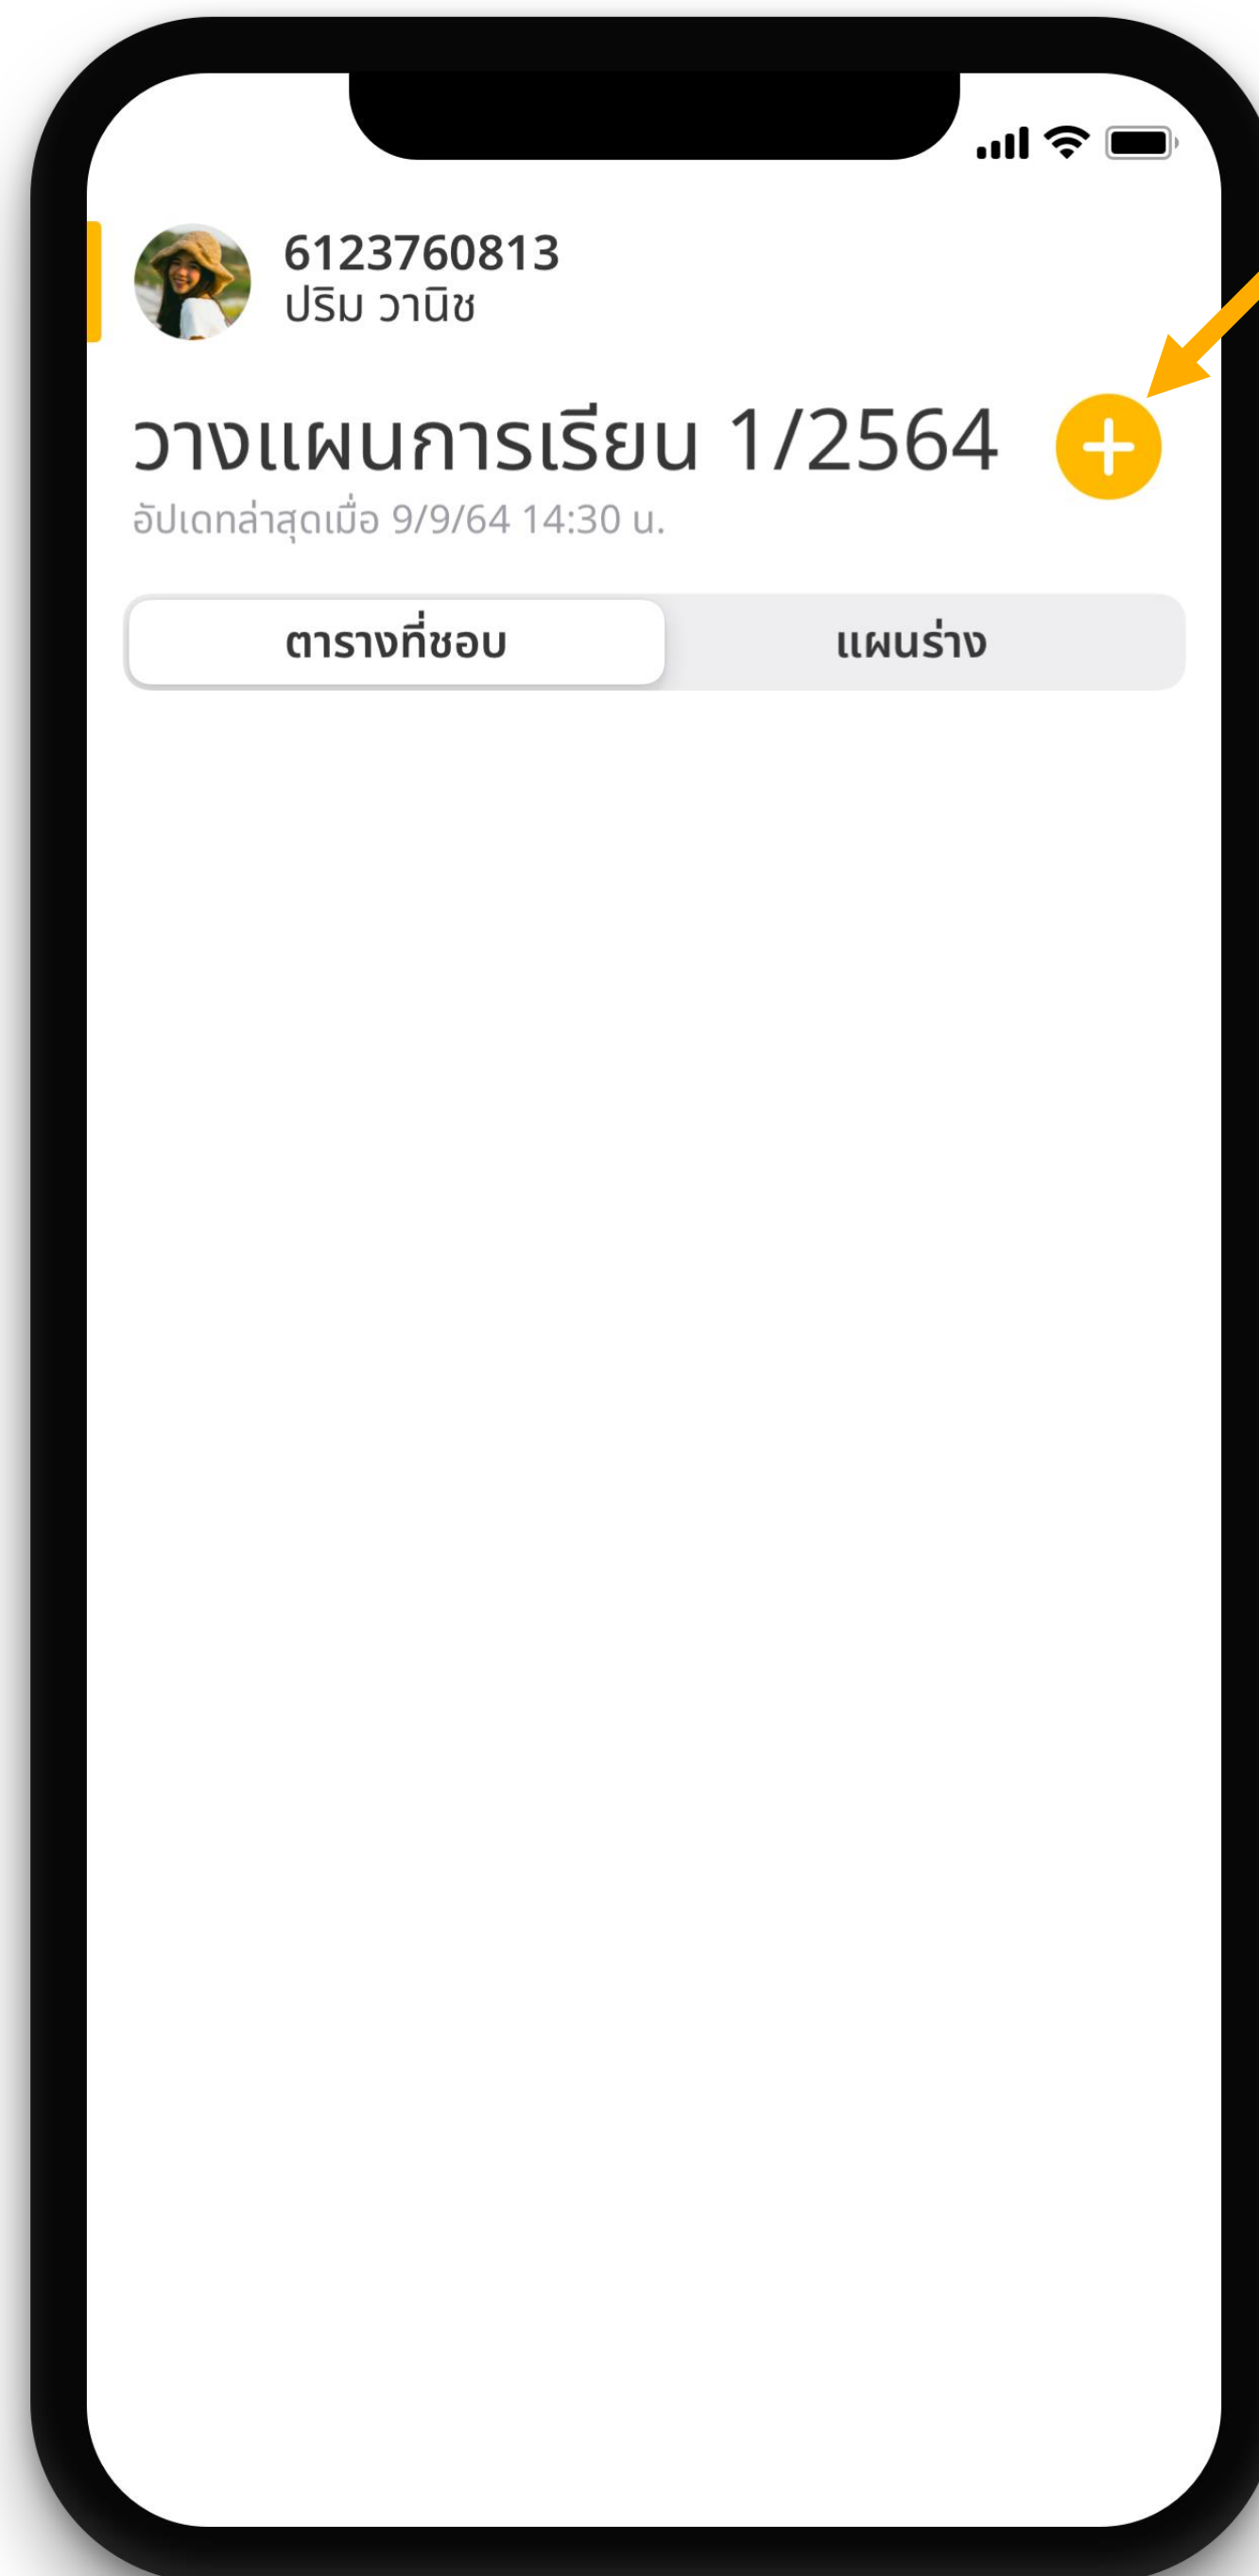 6123760813
ปริม วานิช
วางแผนการเรียน 1/2564
อัปเดทล่าสุดเมื่อ 9/9/64 14:30 น.
ตารางที่ชอบ
แผนร่าง